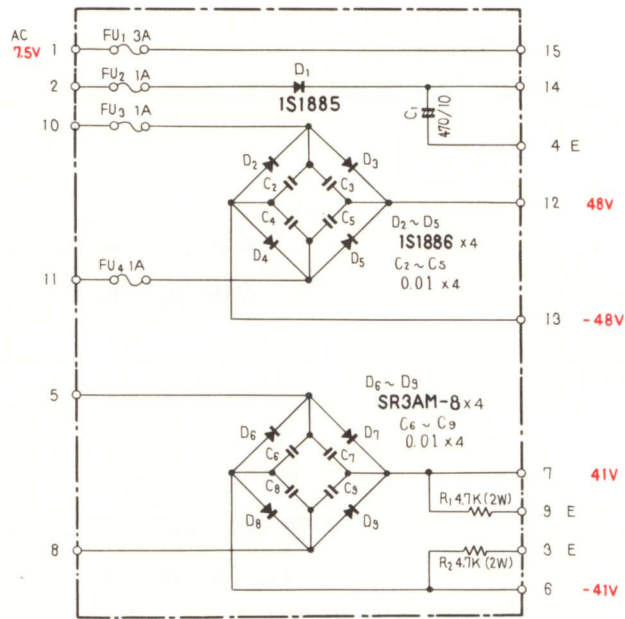 AC
7.5V 1 FU1 3A 15
2 FU2 1A D1 14
1S1885
10 FU3 1A C1 470/10
4 E
D2 D3
C2 C3
12 48V
C4 C5
D4 D5
D2~D5
1S1886 x4
C2~C5
0.01 x4
11 FU4 1A
13 -48V
5
D6~D9
SR3AM-8 x4
C6~C9
0.01 x4
D6 D7
C6 C7
7 41V
C8 C9
R1 4.7K (2W)
9 E
D8 D9
8
3 E
R2 4.7K (2W)
6 -41V